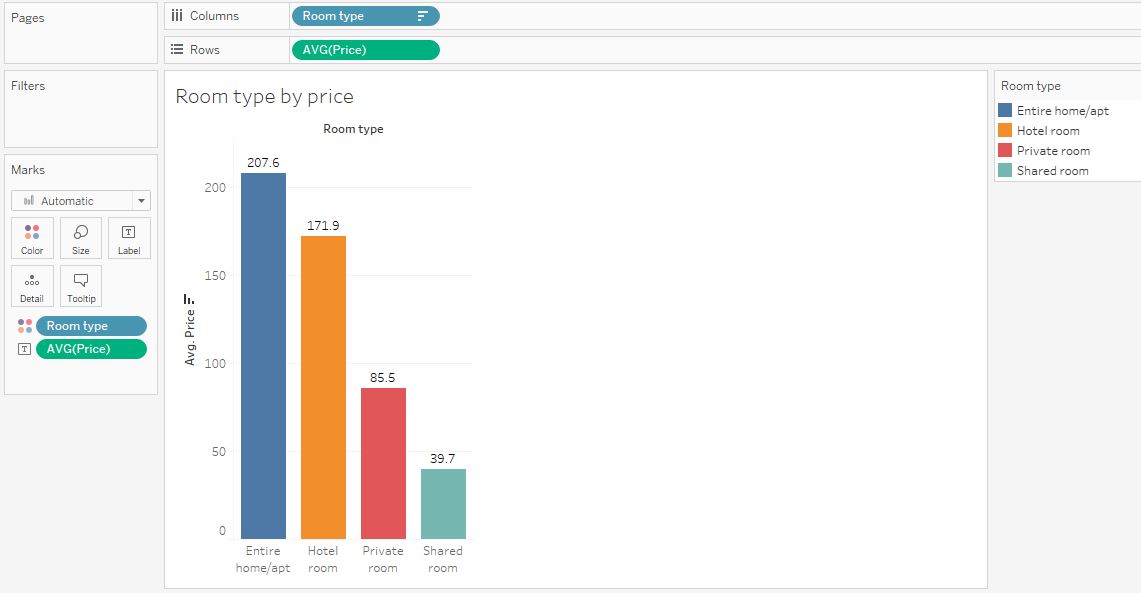 Pages
Columns
Room type
Rows
AVG(Price)
Filters
Marks
Automatic
Color
Size
T
Label
Detail
Tooltip
Room type
T
AVG(Price)
Room type by price
Room type
207.6
171.9
85.5
39.7
200
150
100
50
0
Avg. Price
Entire
home/apt
Hotel
room
Private
room
Shared
room
Room type
Entire home/apt
Hotel room
Private room
Shared room